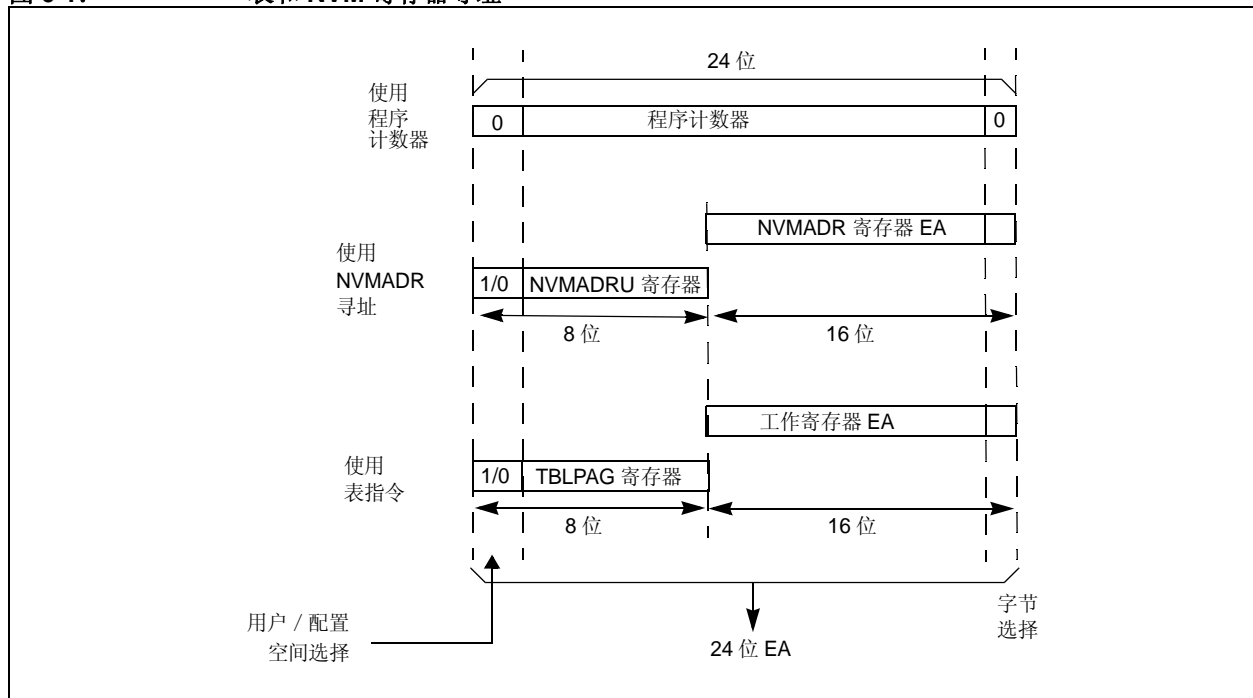 24 位
使用
程序
计数器
0
程序计数器
0
NVMADR 寄存器 EA
使用
NVMADR
寻址
1/0
NVMADRU 寄存器
8 位
16 位
工作寄存器 EA
使用
表指令
1/0
TBLPAG 寄存器
8 位
16 位
用户 / 配置
空间选择
24 位 EA
字节
选择